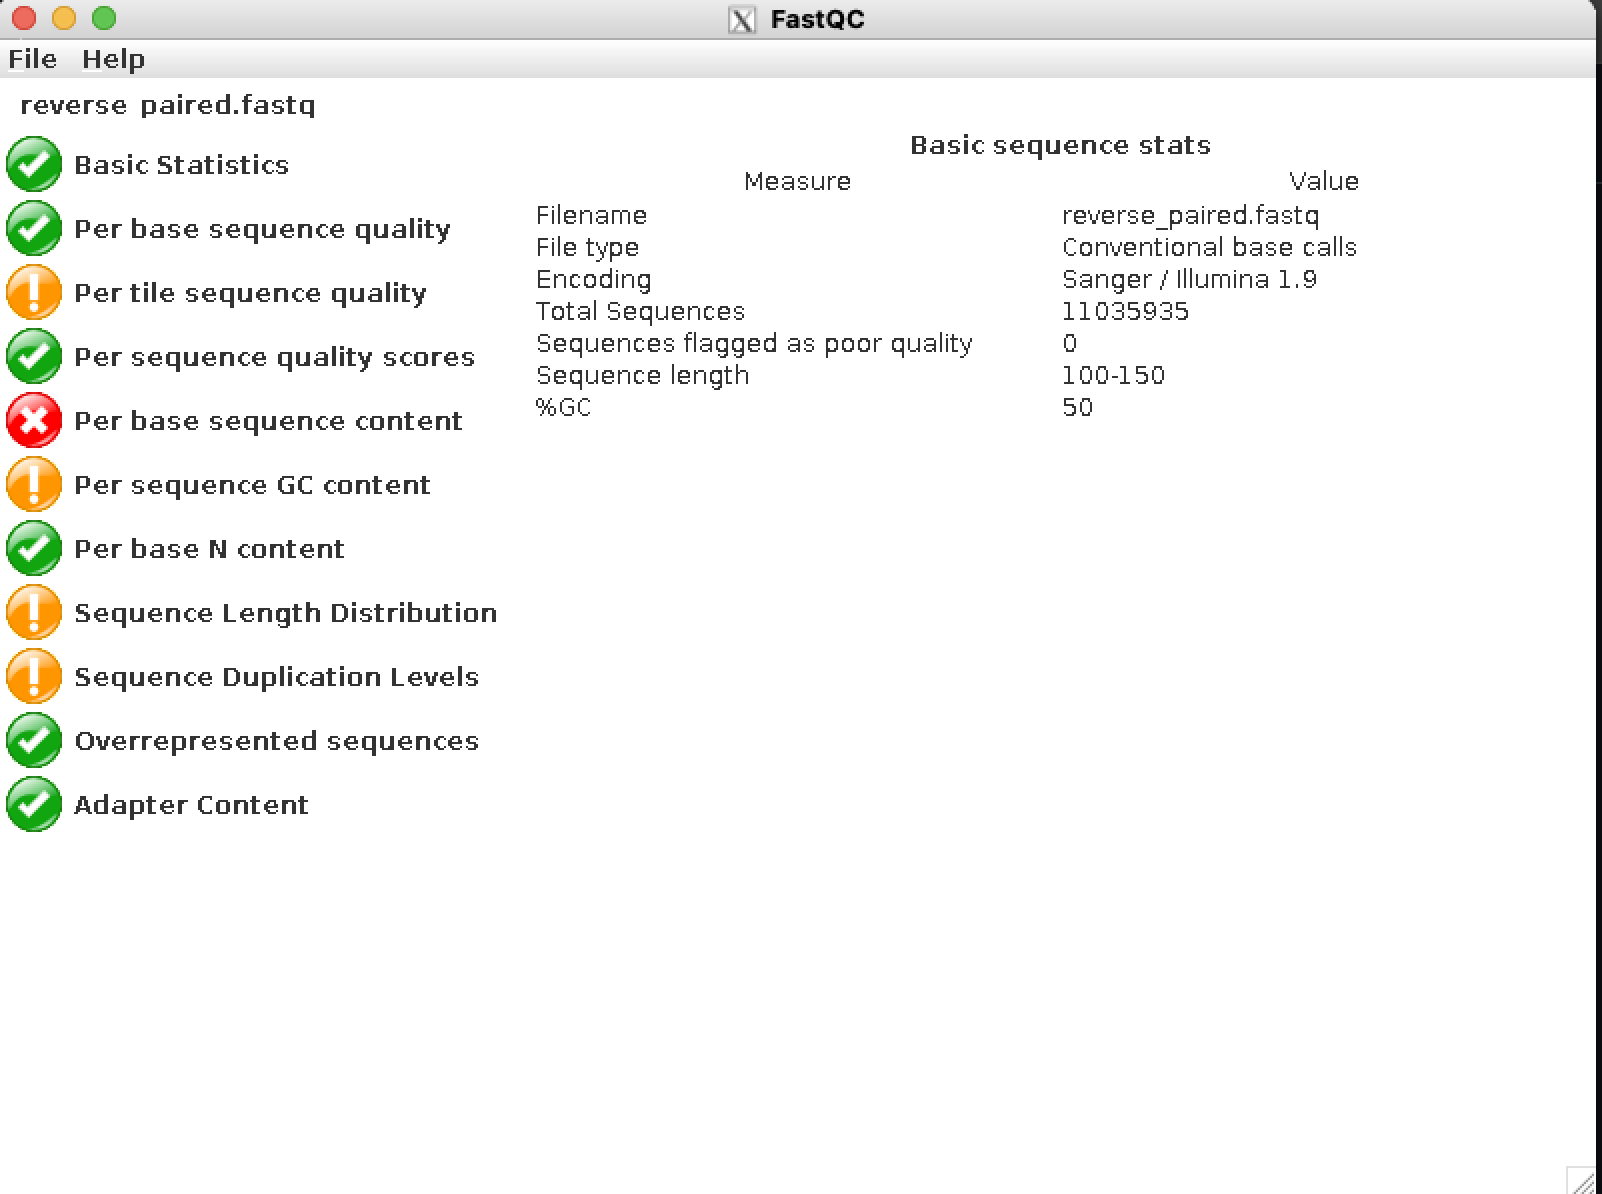 FastQC
File Help
reverse_paired.fastq
Basic Statistics
Per base sequence quality
Per tile sequence quality
Per sequence quality scores
Per base sequence content
Per sequence GC content
Per base N content
Sequence Length Distribution
Sequence Duplication Levels
Overrepresented sequences
Adapter Content
Basic sequence stats
Measure Value
Filename reverse_paired.fastq
File type Conventional base calls
Encoding Sanger / Illumina 1.9
Total Sequences 11035935
Sequences flagged as poor quality 0
Sequence length 100-150
%GC 50